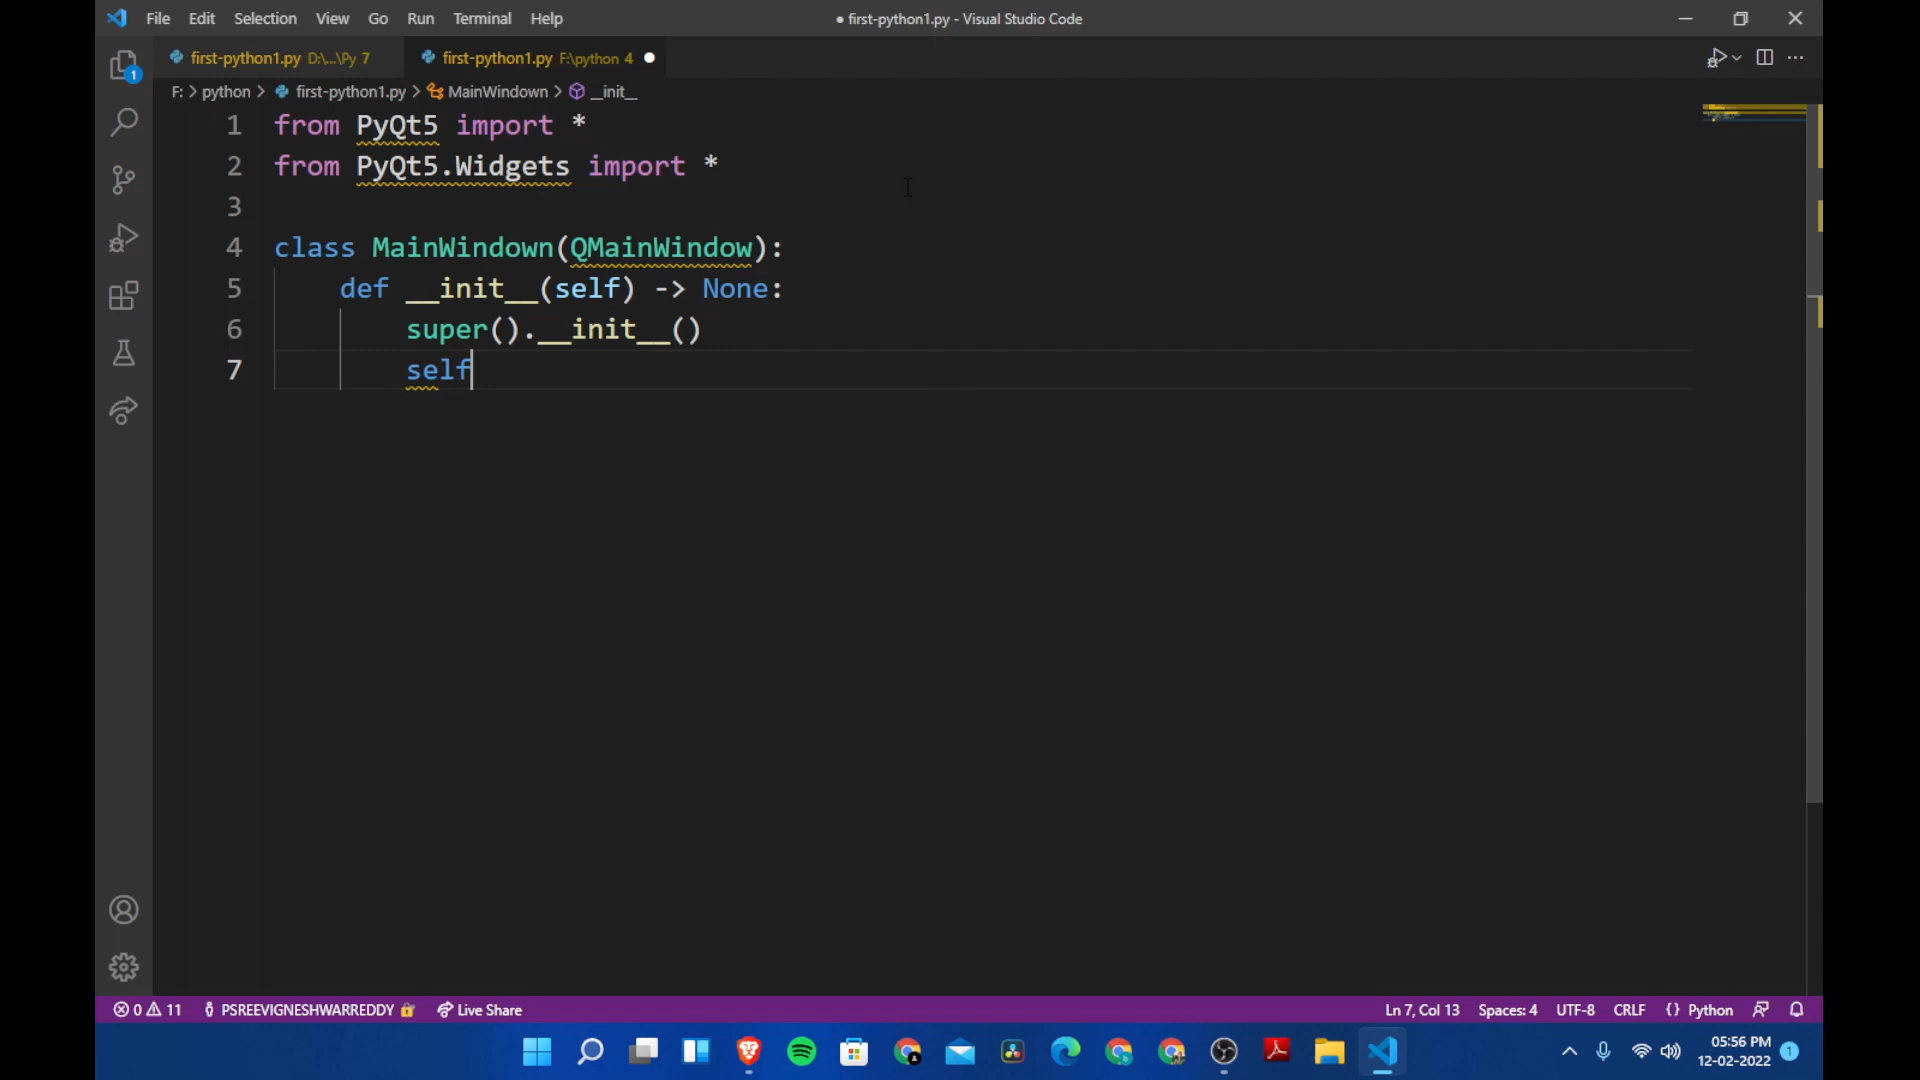 File Edit Selection View Go Run Terminal Help
● first-python1.py - Visual Studio Code
first-python1.py D:\...\Py 7
first-python1.py F:\python 4 ●
F: > python > first-python1.py > MainWindown > __init__
1 from PyQt5 import *
2 from PyQt5.Widgets import *
3
4 class MainWindown(QMainWindow):
5 def __init__(self) -> None:
6 super().__init__()
7 self
1
0 11 PSREEVIGNESHWARREDDY Live Share
Ln 7, Col 13 Spaces: 4 UTF-8 CRLF {} Python
05:56 PM
12-02-2022
1